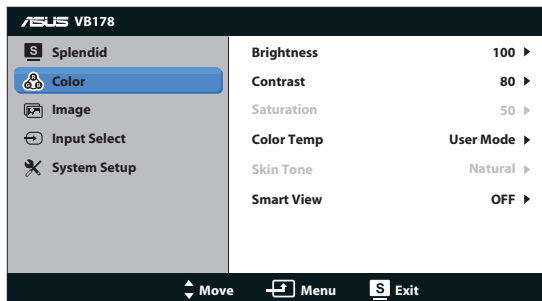 ASUS VB178
S Splendid
Color
Image
Input Select
System Setup
Brightness 100
Contrast 80
Saturation 50
Color Temp User Mode
Skin Tone Natural
Smart View OFF
Move Menu S Exit